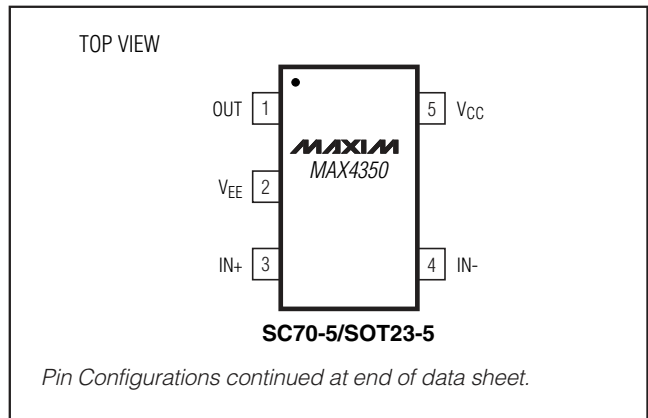 TOP VIEW
OUT 1
5 VCC
MAXIM
MAX4350
VEE 2
IN+ 3
4 IN-
SC70-5/SOT23-5
Pin Configurations continued at end of data sheet.